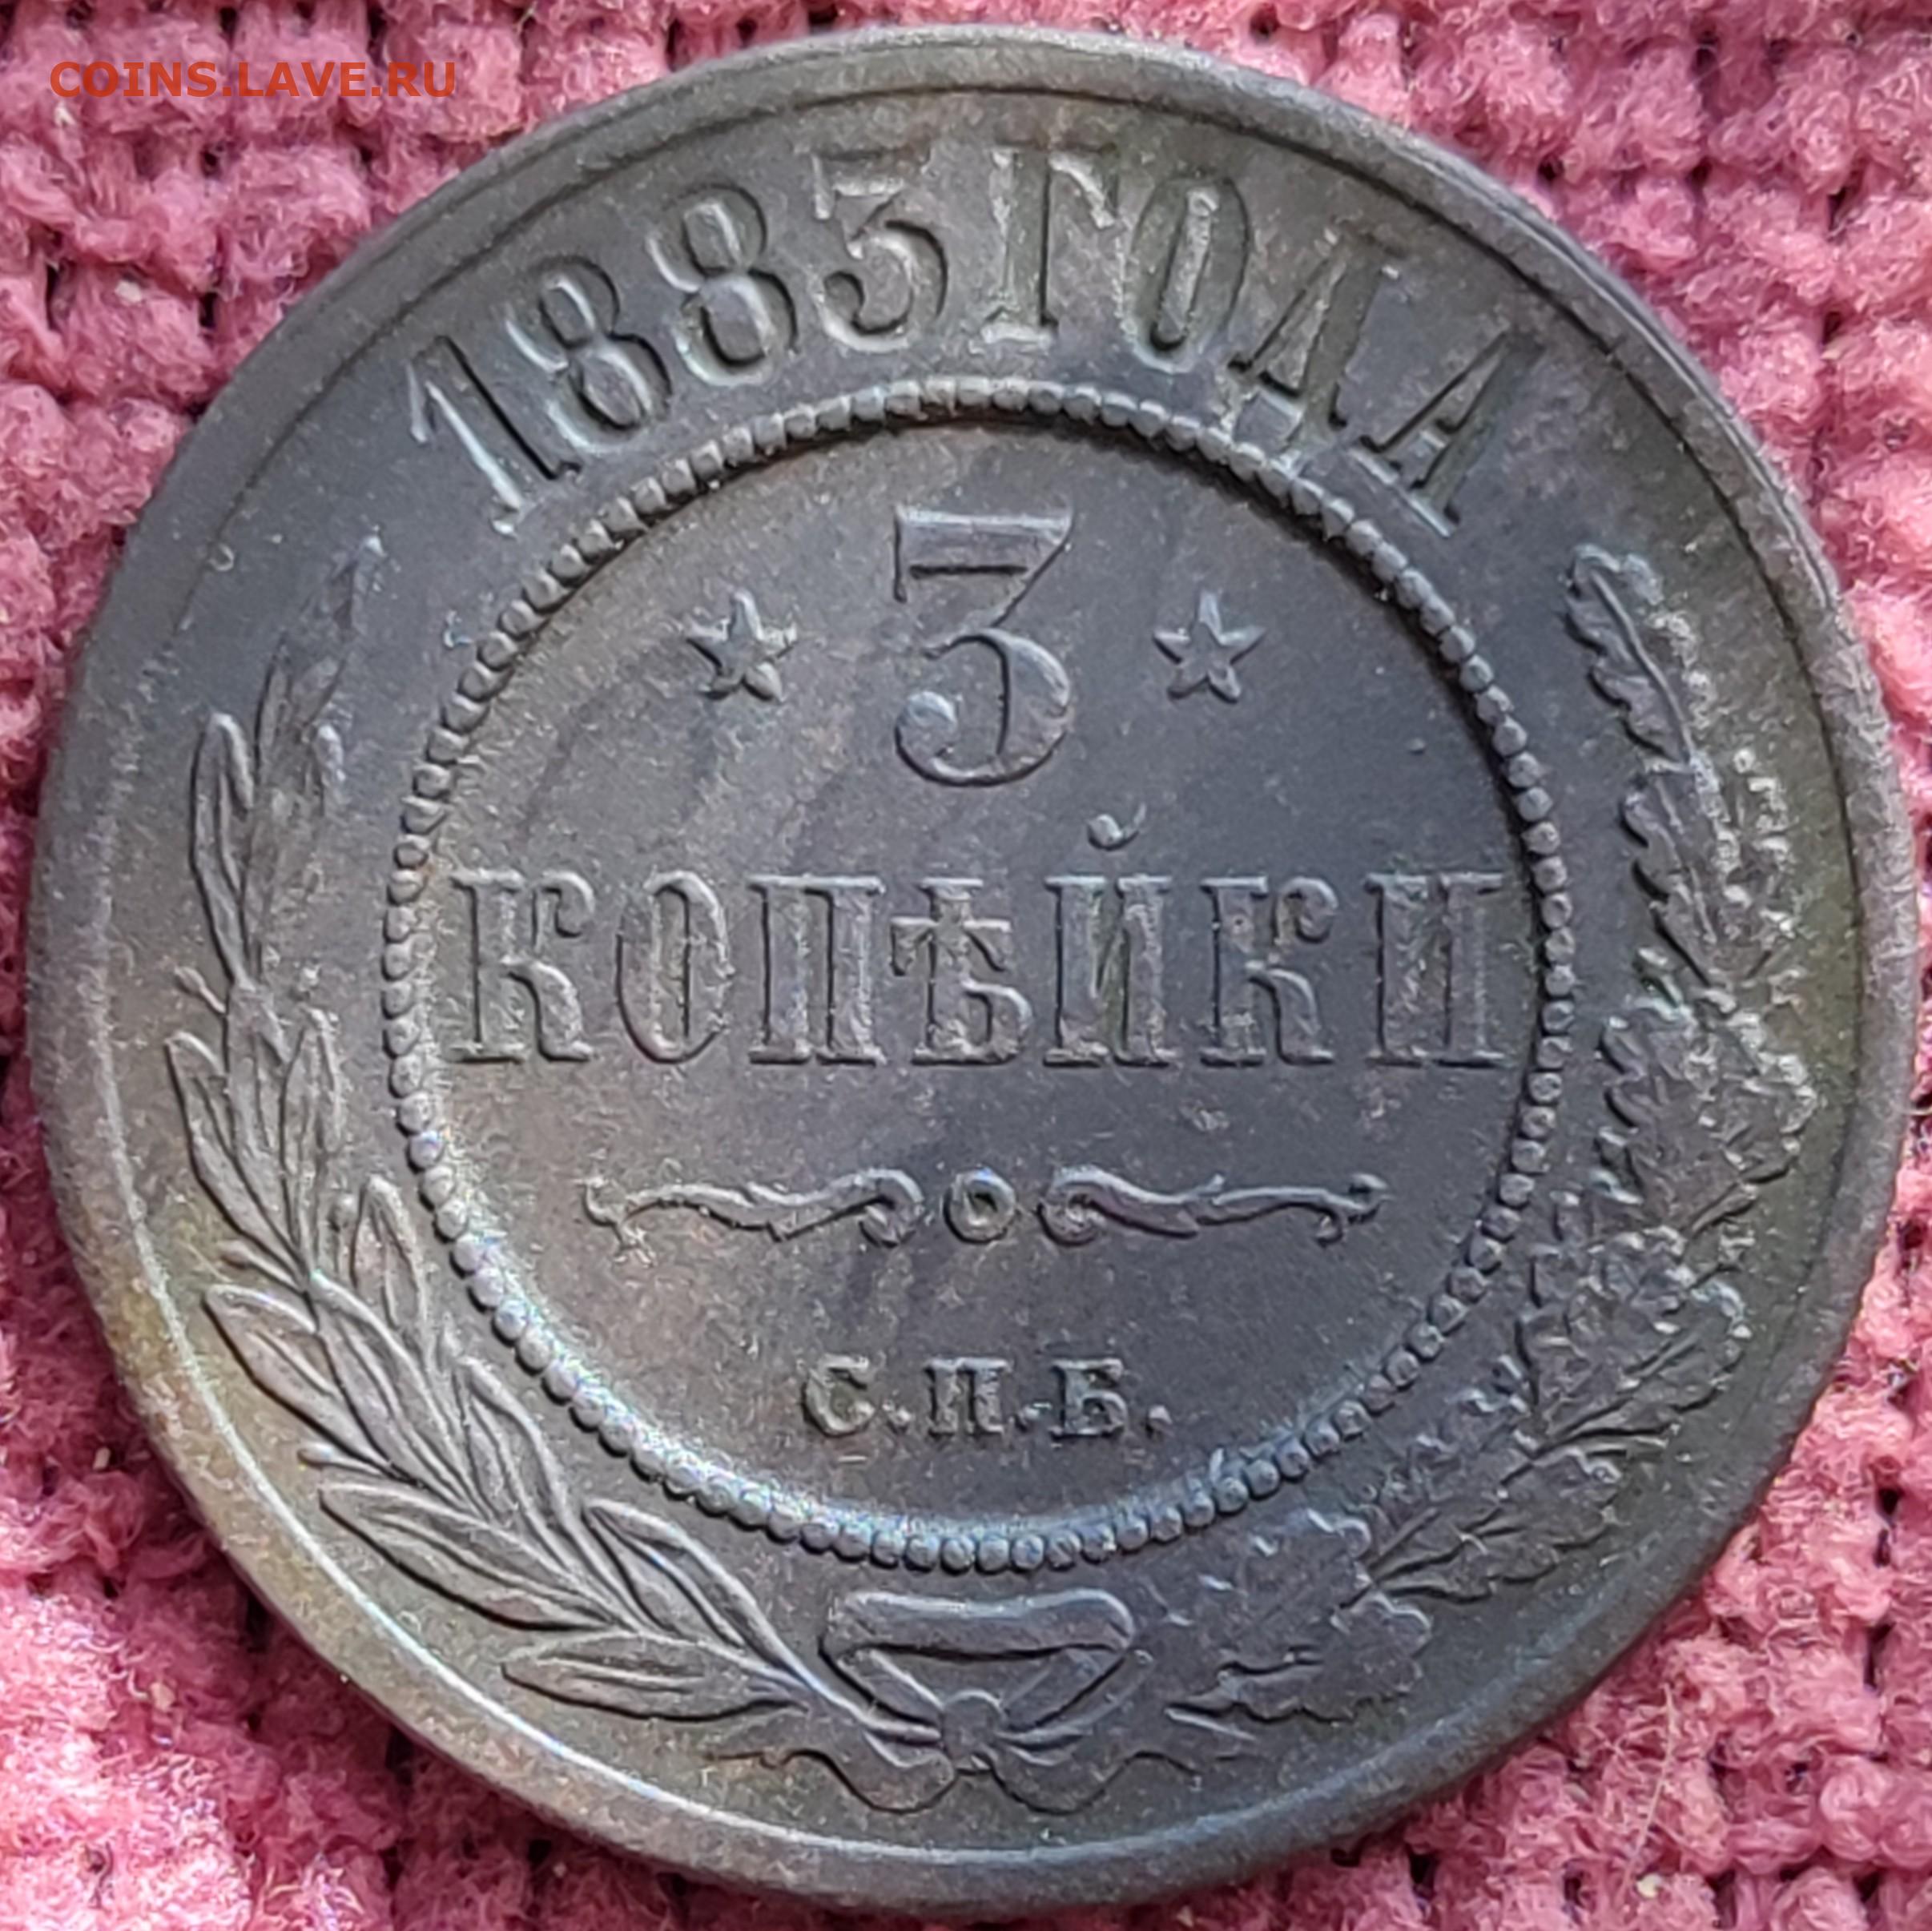 COINS.LAVE.RU
1883 ГОДА
3
КОПѢЙКИ
С.П.Б.